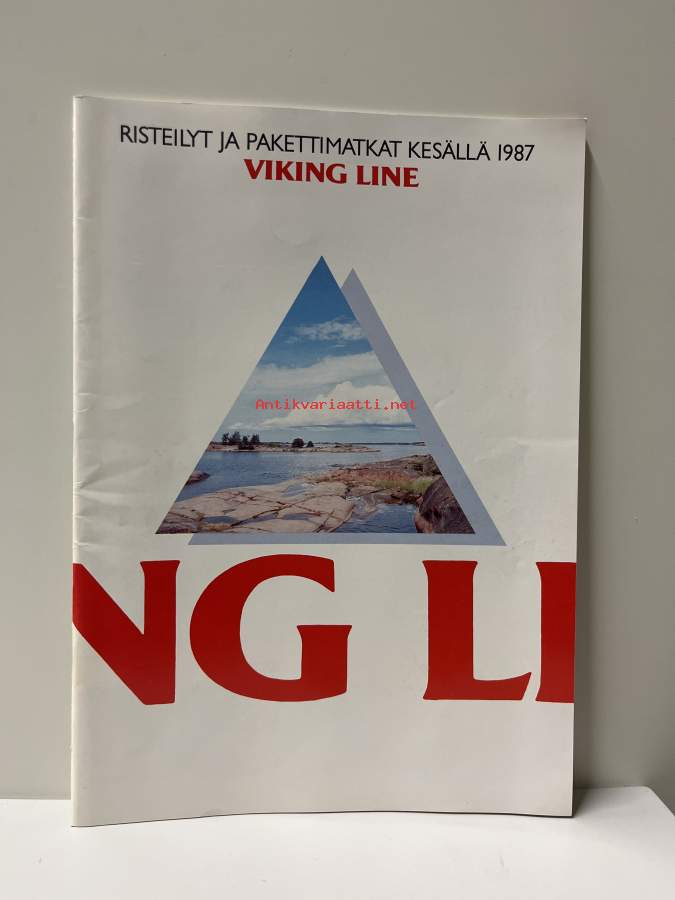 RISTEILYT JA PAKETTIMATKAT KESÄLLÄ 1987
VIKING LINE
Antikvariaatti.net
NG LI